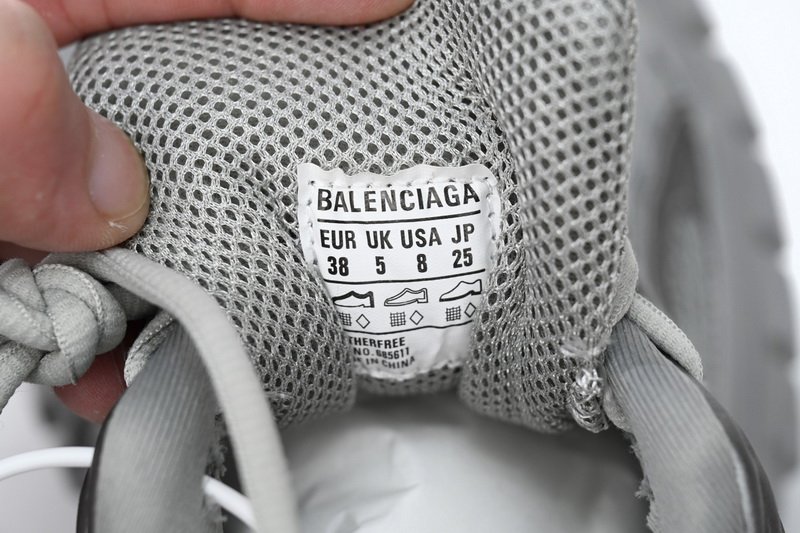 BALENCIAGA
EUR UK USA JP
38 5 8 25
THERFREE
NO.685611
IN CHINA